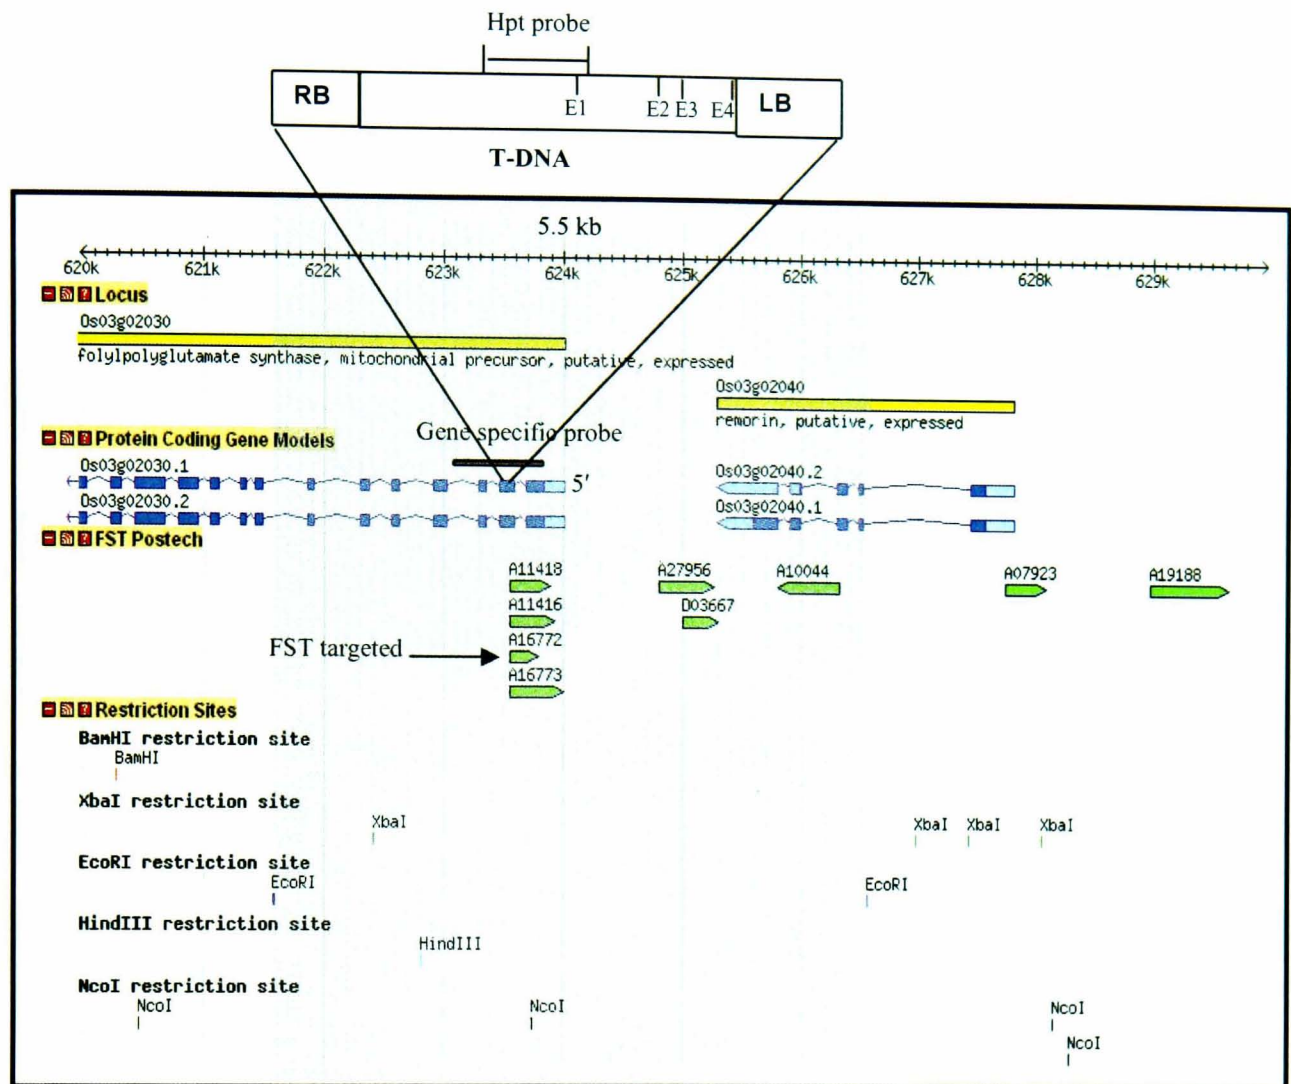 Hpt probe
RB
E1
E2
E3
E4
LB
T-DNA
5.5 kb
620k 621k 622k 623k 624k 625k 626k 627k 628k 629k
Locus
Os03g02030
folylpolyglutamate synthase, mitochondrial precursor, putative, expressed
Os03g02040
remorin, putative, expressed
Protein Coding Gene Models
Gene specific probe
Os03g02030.1
5'
Os03g02040.2
Os03g02030.2
Os03g02040.1
FST Postech
A11418 A27956 A10044 A07923 A19188
A11416 D03667
FST targeted
A16772
A16773
Restriction Sites
BamHI restriction site
BamHI
XbaI restriction site
XbaI XbaI XbaI XbaI
EcoRI restriction site
EcoRI EcoRI
HindIII restriction site
HindIII
NcoI restriction site
NcoI NcoI NcoI
NcoI